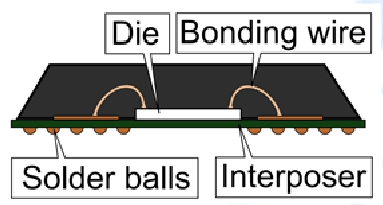 Die
Bonding wire
Solder balls
Interposer